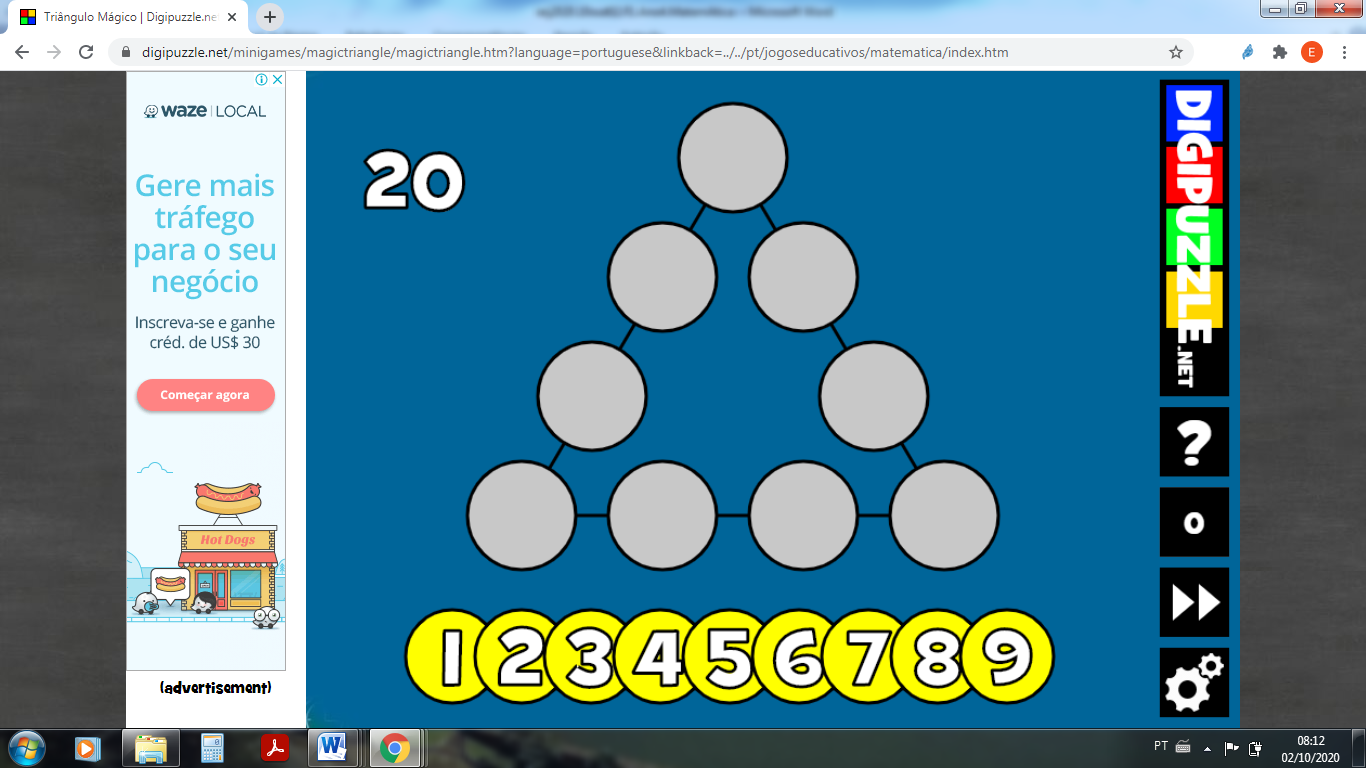 Triângulo Mágico | Digipuzzle.ne
digipuzzle.net/minigames/magictriangle/magictriangle.htm?language=portuguese&linkback=../../pt/jogoseducativos/matematica/index.htm
E
waze | LOCAL
Gere mais
tráfego
para o seu
negócio
Inscreva-se e ganhe
créd. de US$ 30
Começar agora
Hot Dogs
(advertisement)
20
1 2 3 4 5 6 7 8 9
DIGIPUZZLE.NET
?
0
PT
08:12
02/10/2020